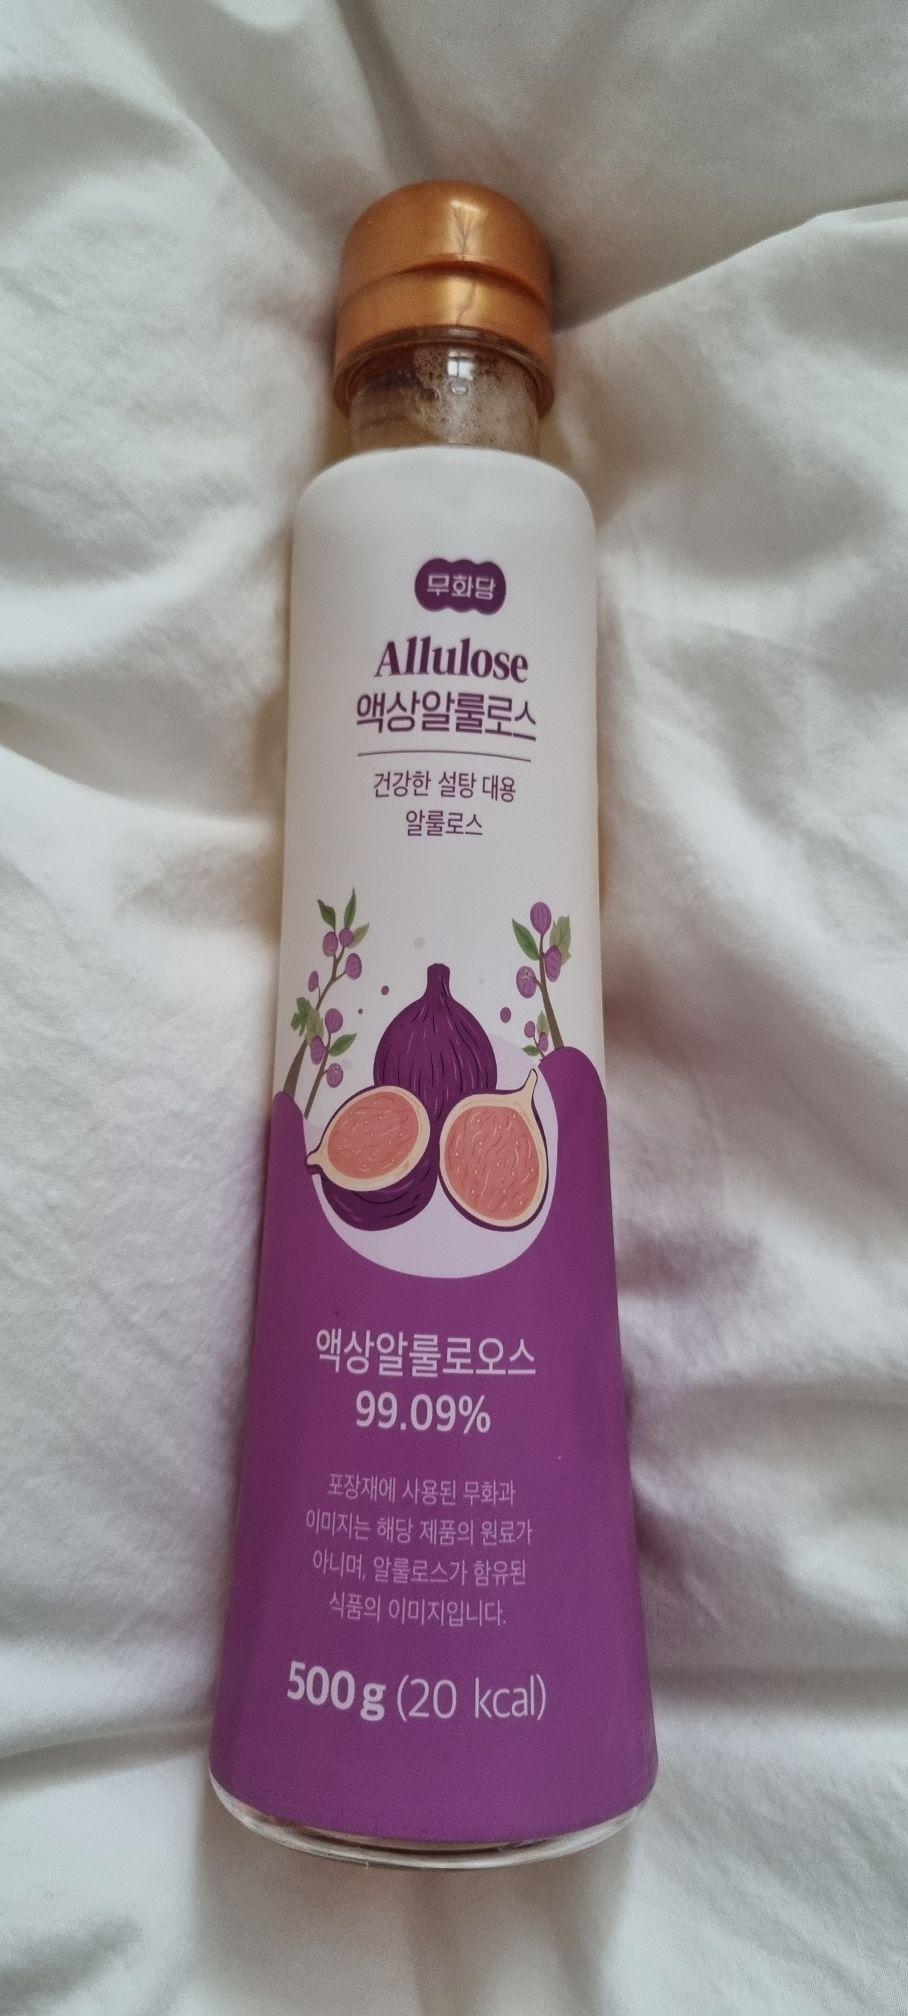 무화당
Allulose
액상알룰로스
건강한 설탕 대용
알룰로스
액상알룰로오스
99.09%
포장재에 사용된 무화과
이미지는 해당 제품의 원료가
아니며, 알룰로스가 함유된
식품의 이미지입니다.
500g (20 kcal)